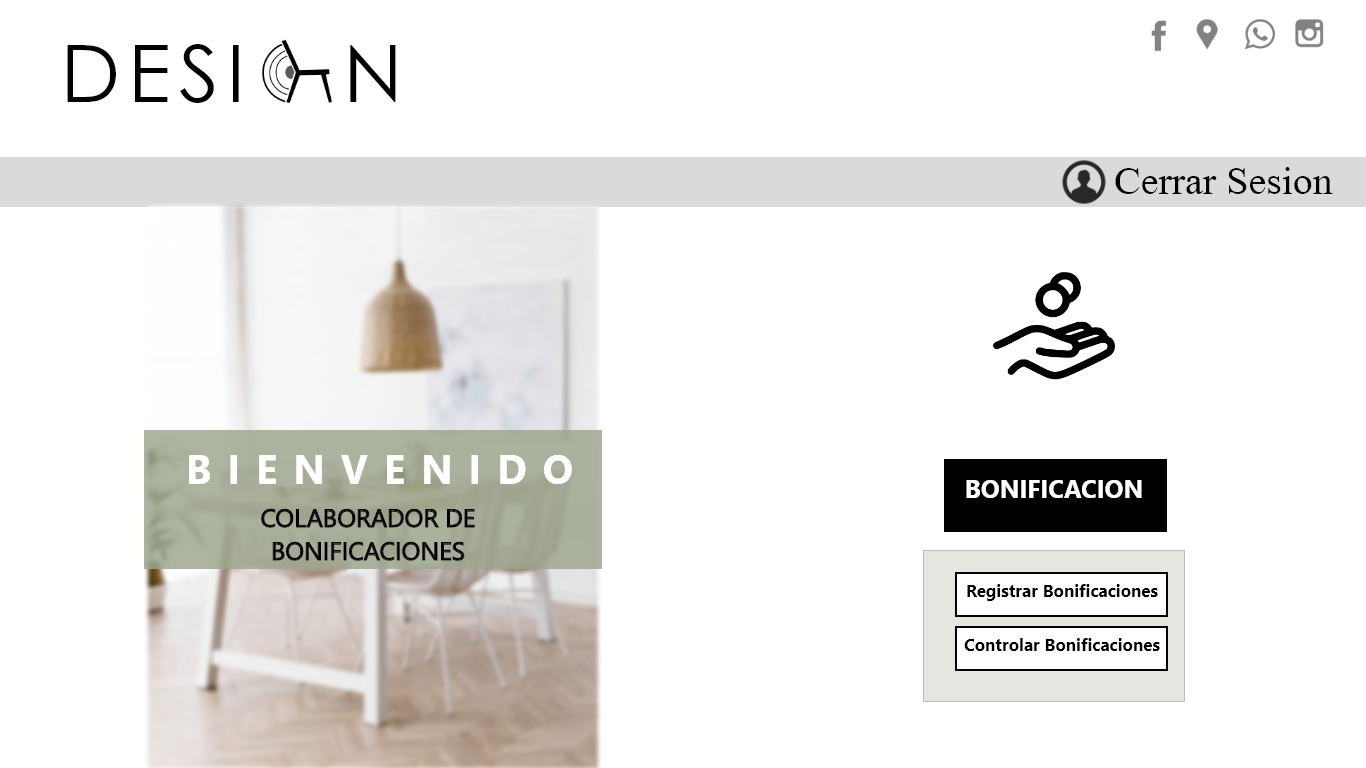 DESIGN
Cerrar Sesion
BIENVENIDO
COLABORADOR DE
BONIFICACIONES
BONIFICACION
Registrar Bonificaciones
Controlar Bonificaciones